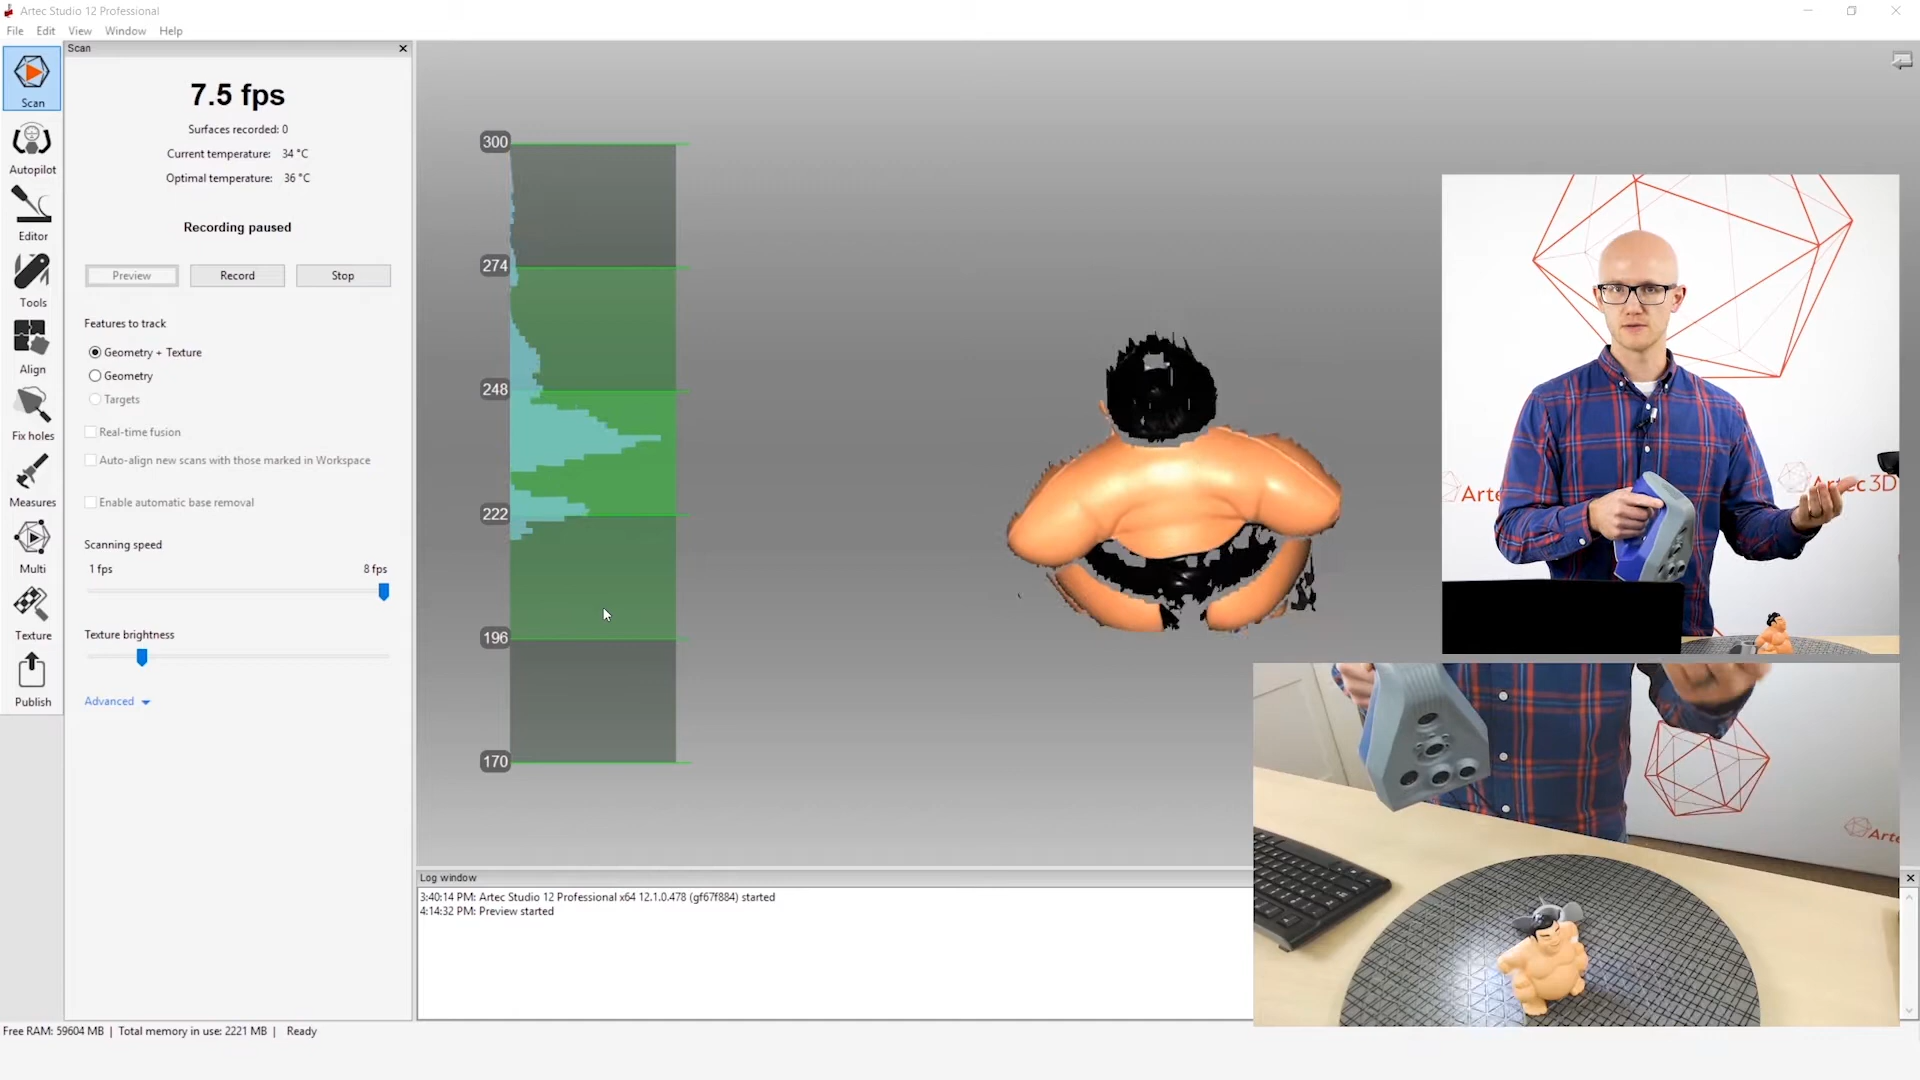 Artec Studio 12 Professional
File Edit View Window Help
Scan
Scan
7.5 fps
Surfaces recorded: 0
Current temperature: 34 °C
Optimal temperature: 36 °C
Recording paused
Preview Record Stop
Features to track
Geometry + Texture
Geometry
Targets
Real-time fusion
Auto-align new scans with those marked in Workspace
Enable automatic base removal
Scanning speed
1 fps 8 fps
Texture brightness
Advanced
Autopilot
Editor
Tools
Align
Fix holes
Measures
Multi
Texture
Publish
300
274
248
222
196
170
Arte
Artec 3D
Arte
Log window
3:40:14 PM: Artec Studio 12 Professional x64 12.1.0.478 (gf67f884) started
4:14:32 PM: Preview started
Free RAM: 59604 MB | Total memory in use: 2221 MB | Ready